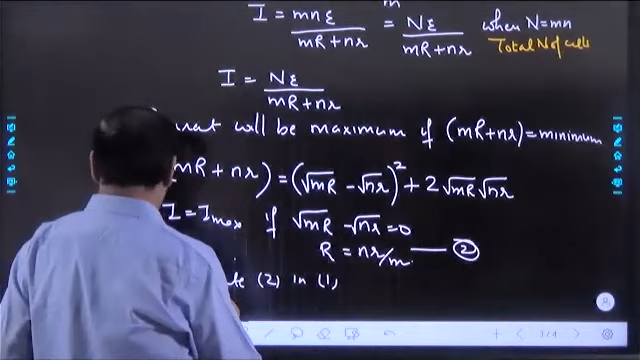 I = mnε/mR+nr = Nε/mR+nr when N=mn
Total N of cells
I = Nε/mR+nr
will be maximum if (mR+nr)=minimum
mR+nr) = (√mR -√nr)² + 2√mR√nr
I=Imax if √mR -√nr=0
R = nr/m — (2)
(2) in (1)
3/4